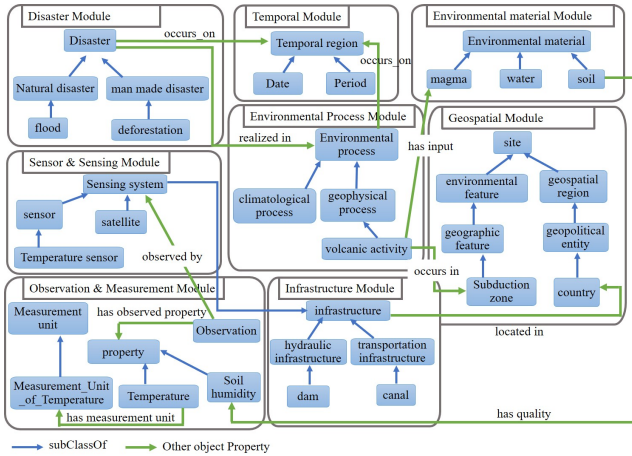 Disaster Module
Disaster
Natural disaster
man made disaster
flood
deforestation
occurs_on
Temporal Module
Temporal region
Date
Period
occurs_on
Environmental material Module
Environmental material
magma
water
soil
Environmental Process Module
realized in
Environmental
process
has input
climatological
process
geophysical
process
volcanic activity
Geospatial Module
site
environmental
feature
geospatial
region
geographic
feature
geopolitical
entity
occurs in
Subduction
zone
country
located in
Sensor & Sensing Module
Sensing system
sensor
satellite
Temperature sensor
observed by
Observation & Measurement Module
Measurement
unit
has observed property
Observation
property
Measurement_Unit
_of_Temperature
Temperature
Soil
humidity
has measurement unit
Infrastructure Module
infrastructure
hydraulic
infrastructure
transportation
infrastructure
dam
canal
has quality
subClassOf
Other object Property